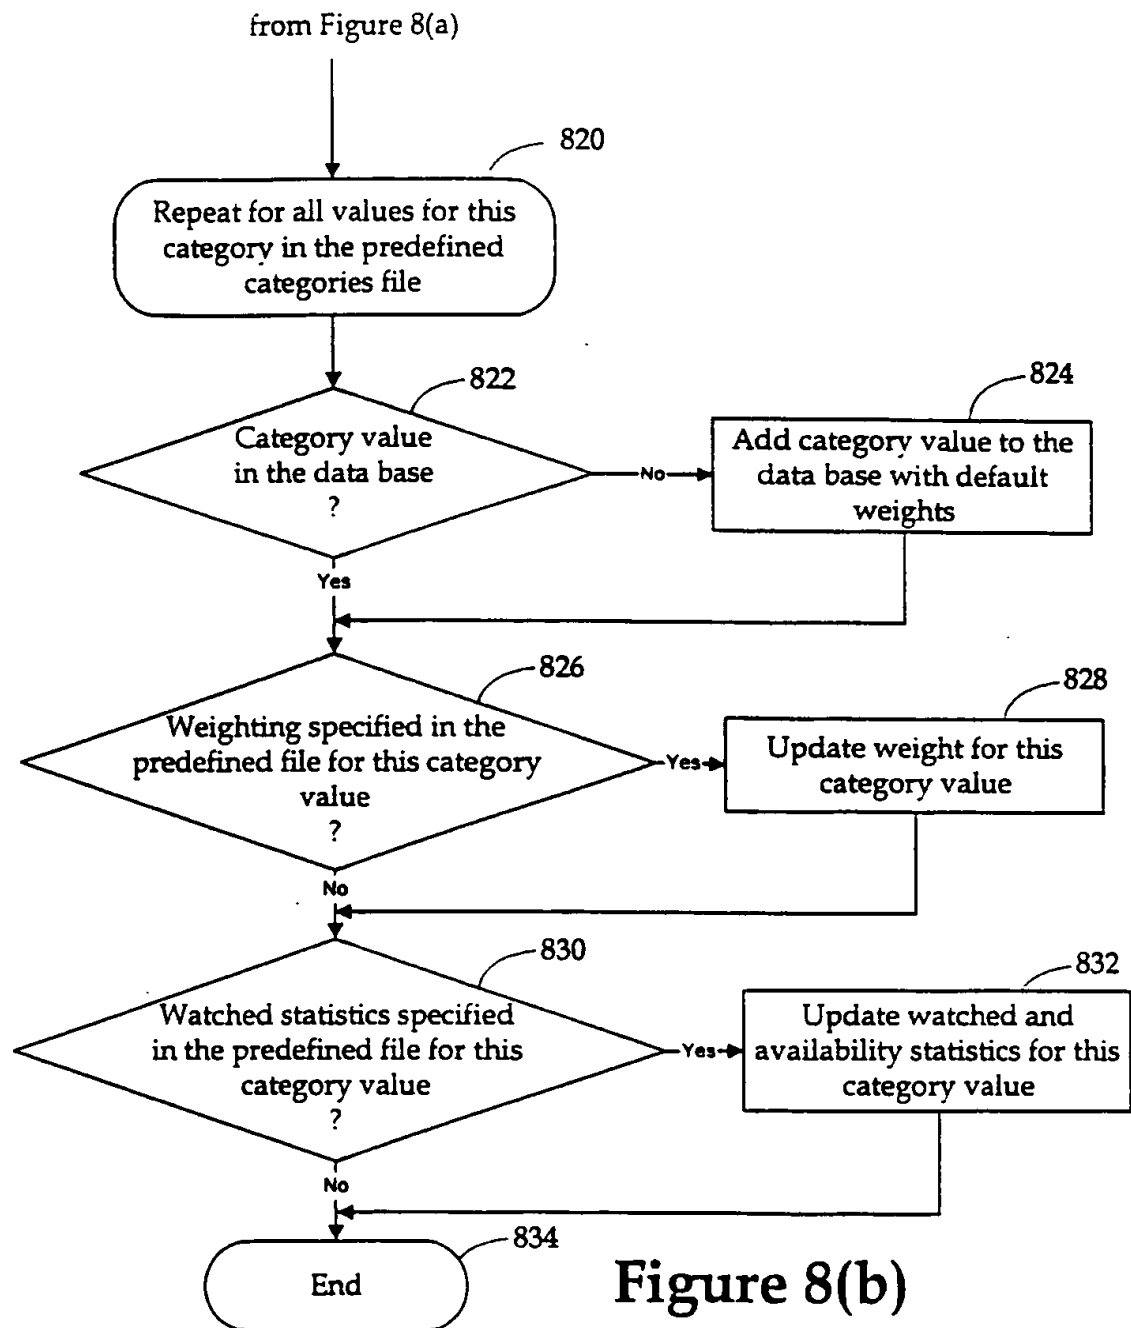 from Figure 8(a)
820
Repeat for all values for this
category in the predefined
categories file
822
Category value
in the data base
?
No
824
Add category value to the
data base with default
weights
Yes
826
Weighting specified in the
predefined file for this category
value
?
Yes
828
Update weight for this
category value
No
830
Watched statistics specified
in the predefined file for this
category value
?
Yes
832
Update watched and
availability statistics for this
category value
No
834
End
Figure 8(b)